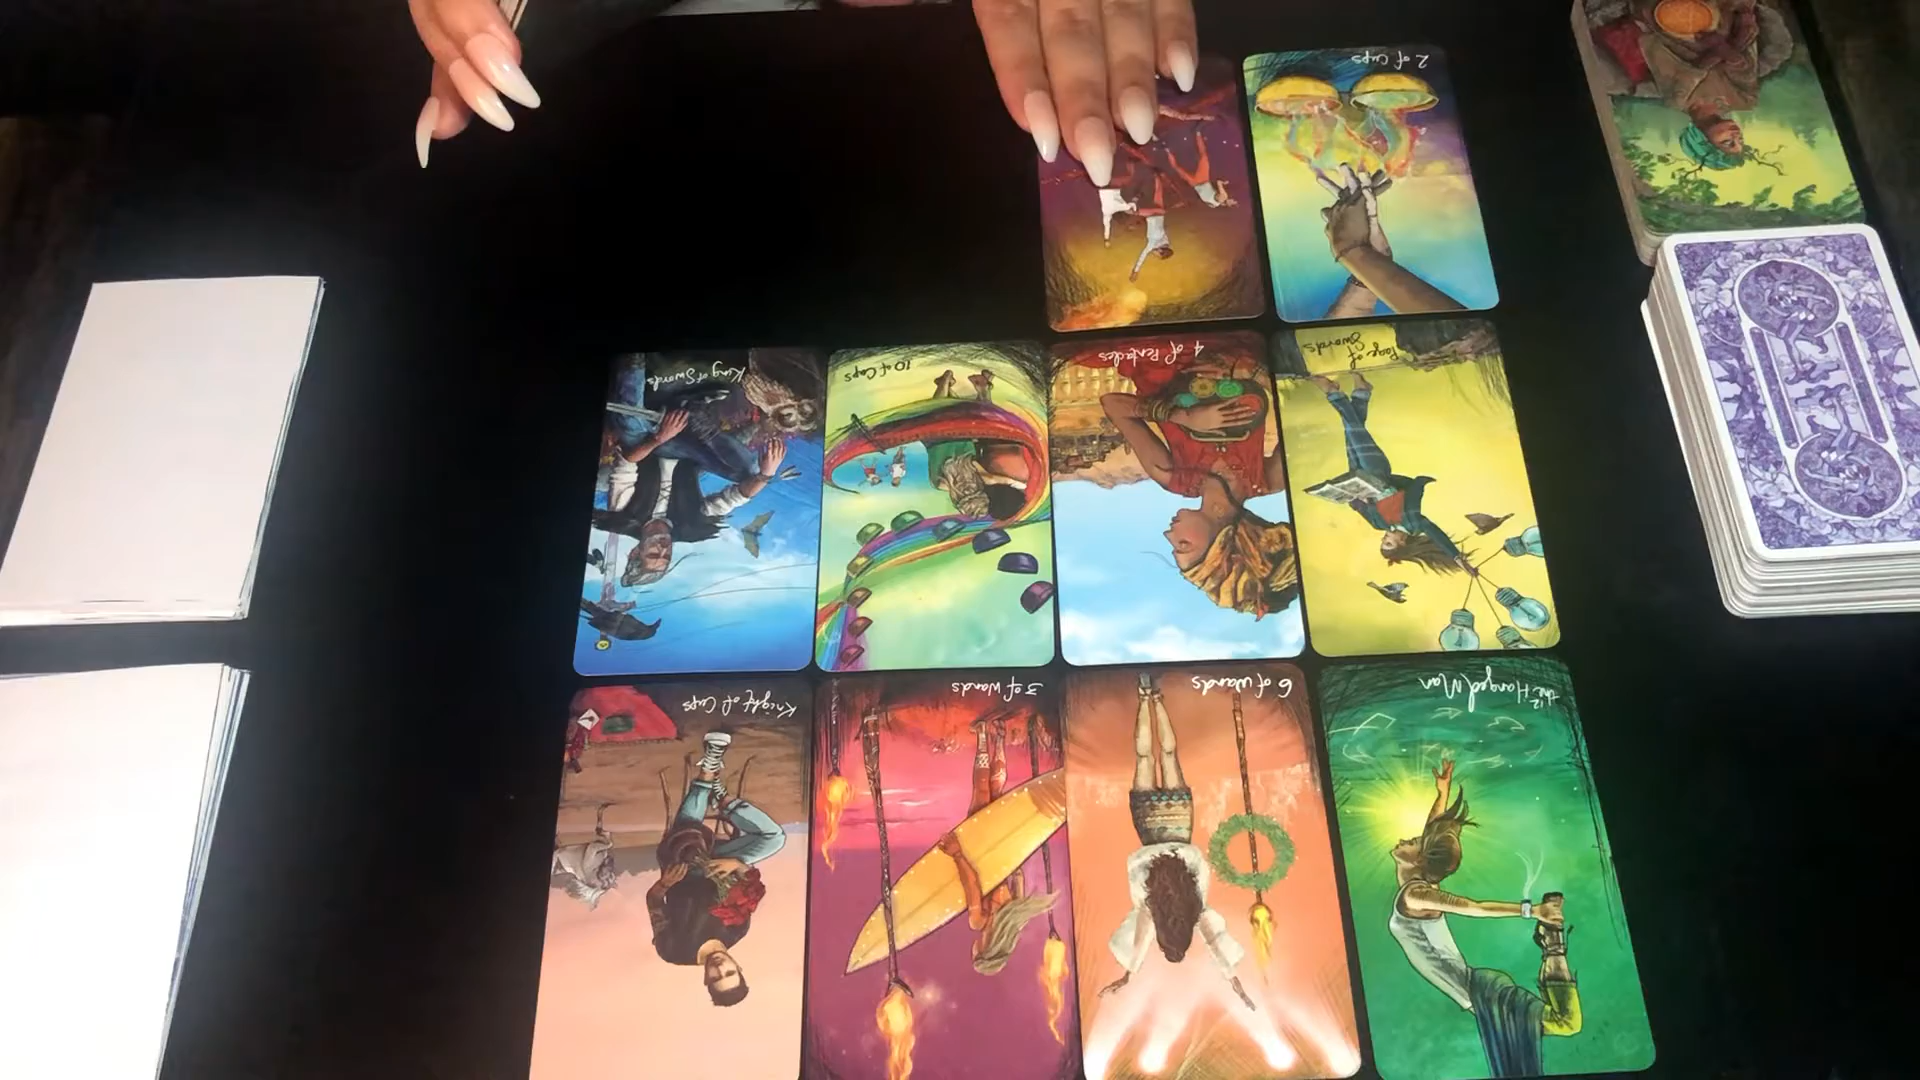 2 of Cups
King of Swords
10 of Cups
4 of Pentacles
Page of
Swords
Knight of Cups
3 of Wands
6 of Wands
the 12 Hanged Man